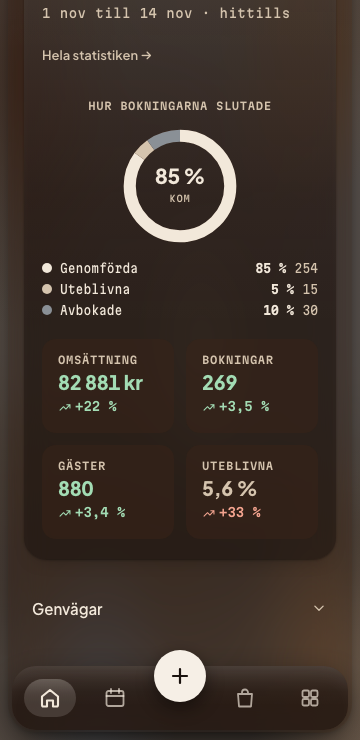 1 nov till 14 nov · hittills
Hela statistiken →
HUR BOKNINGARNA SLUTADE
85 %
KOM
Genomförda 85 % 254
Uteblivna 5 % 15
Avbokade 10 % 30
OMSÄTTNING BOKNINGAR
82 881 kr 269
+22 % +3,5 %
GÄSTER UTEBLIVNA
880 5,6 %
+3,4 % +33 %
Genvägar